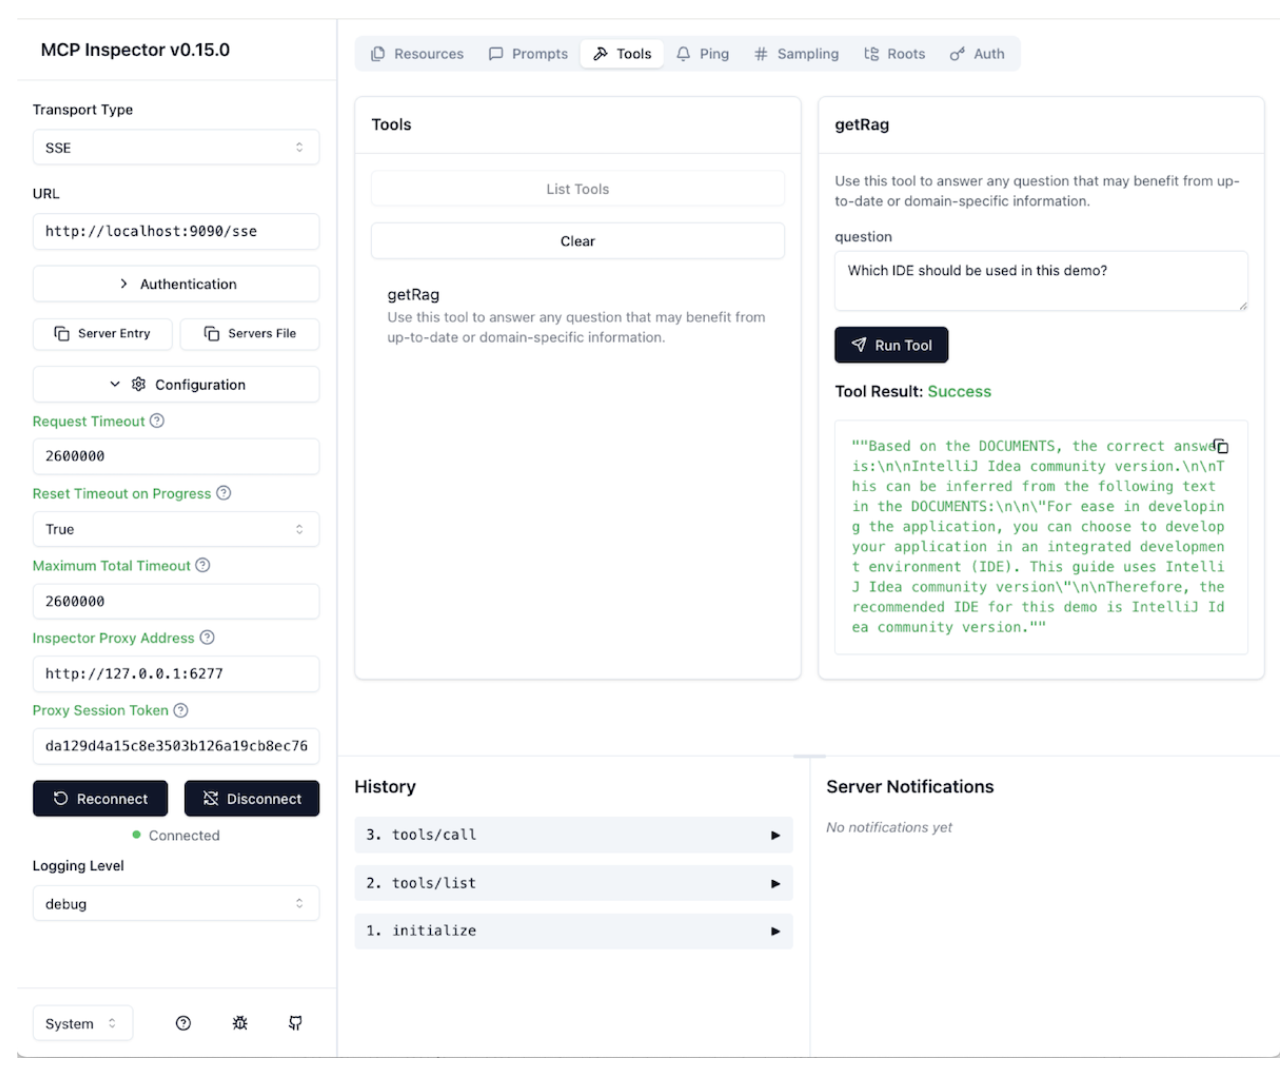 MCP Inspector v0.15.0
Transport Type
SSE
URL
http://localhost:9090/sse
Authentication
Server Entry
Servers File
Configuration
Request Timeout
2600000
Reset Timeout on Progress
True
Maximum Total Timeout
2600000
Inspector Proxy Address
http://127.0.0.1:6277
Proxy Session Token
da129d4a15c8e3503b126a19cb8ec76
Reconnect
Disconnect
Connected
Logging Level
debug
System
Resources
Prompts
Tools
Ping
Sampling
Roots
Auth
Tools
List Tools
Clear
getRag
Use this tool to answer any question that may benefit from
up-to-date or domain-specific information.
getRag
Use this tool to answer any question that may benefit from up-
to-date or domain-specific information.
question
Which IDE should be used in this demo?
Run Tool
Tool Result: Success
""Based on the DOCUMENTS, the correct answe
is:\n\nIntelliJ Idea community version.\n\nT
his can be inferred from the following text
in the DOCUMENTS:\n\n\"For ease in developin
g the application, you can choose to develop
your application in an integrated developmen
t environment (IDE). This guide uses Intelli
J Idea community version\"\n\nTherefore, the
recommended IDE for this demo is IntelliJ Id
ea community version.""
History
3. tools/call
2. tools/list
1. initialize
Server Notifications
No notifications yet